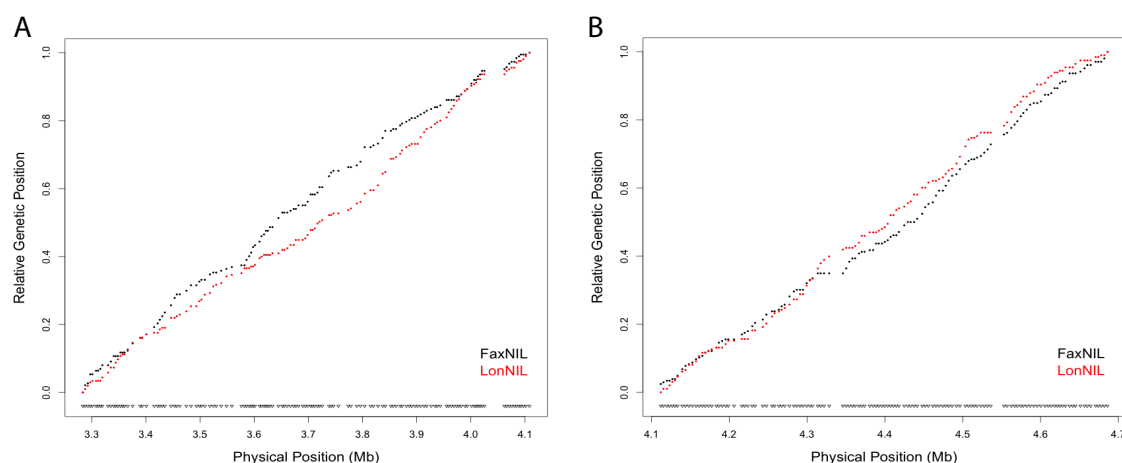 A
Relative Genetic Position
1.0
0.8
0.6
0.4
0.2
0.0
FaxNIL
LonNIL
3.3 3.4 3.5 3.6 3.7 3.8 3.9 4.0 4.1
Physical Position (Mb)
B
Relative Genetic Position
1.0
0.8
0.6
0.4
0.2
0.0
FaxNIL
LonNIL
4.1 4.2 4.3 4.4 4.5 4.6 4.7
Physical Position (Mb)